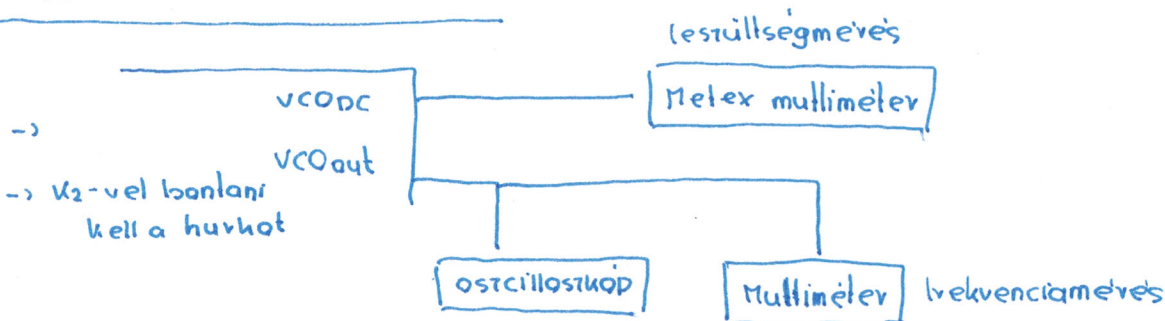 feszültségmérés
VCODC
Metex multiméter
->
VCOout
-> K2-vel bontani
kell a hurkot
oszcilloszkóp
Multiméter
frekvenciamérés